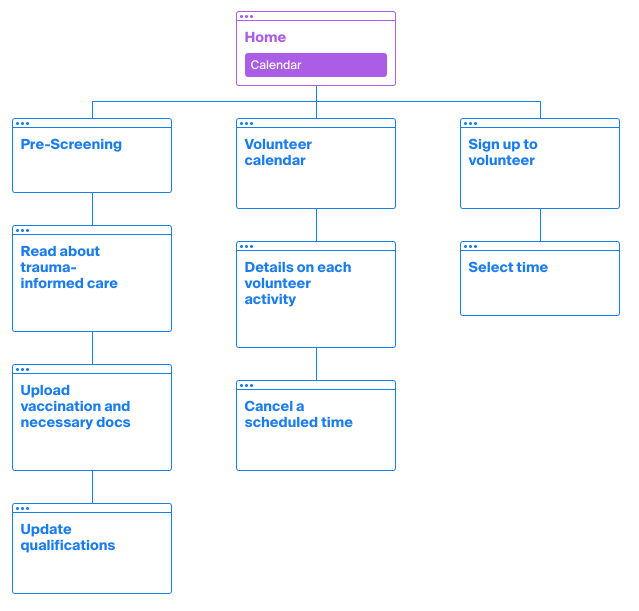 Home
Calendar
Pre-Screening
Volunteer
calendar
Sign up to
volunteer
Read about
trauma-
informed care
Details on each
volunteer
activity
Select time
Upload
vaccination and
necessary docs
Cancel a
scheduled time
Update
qualifications